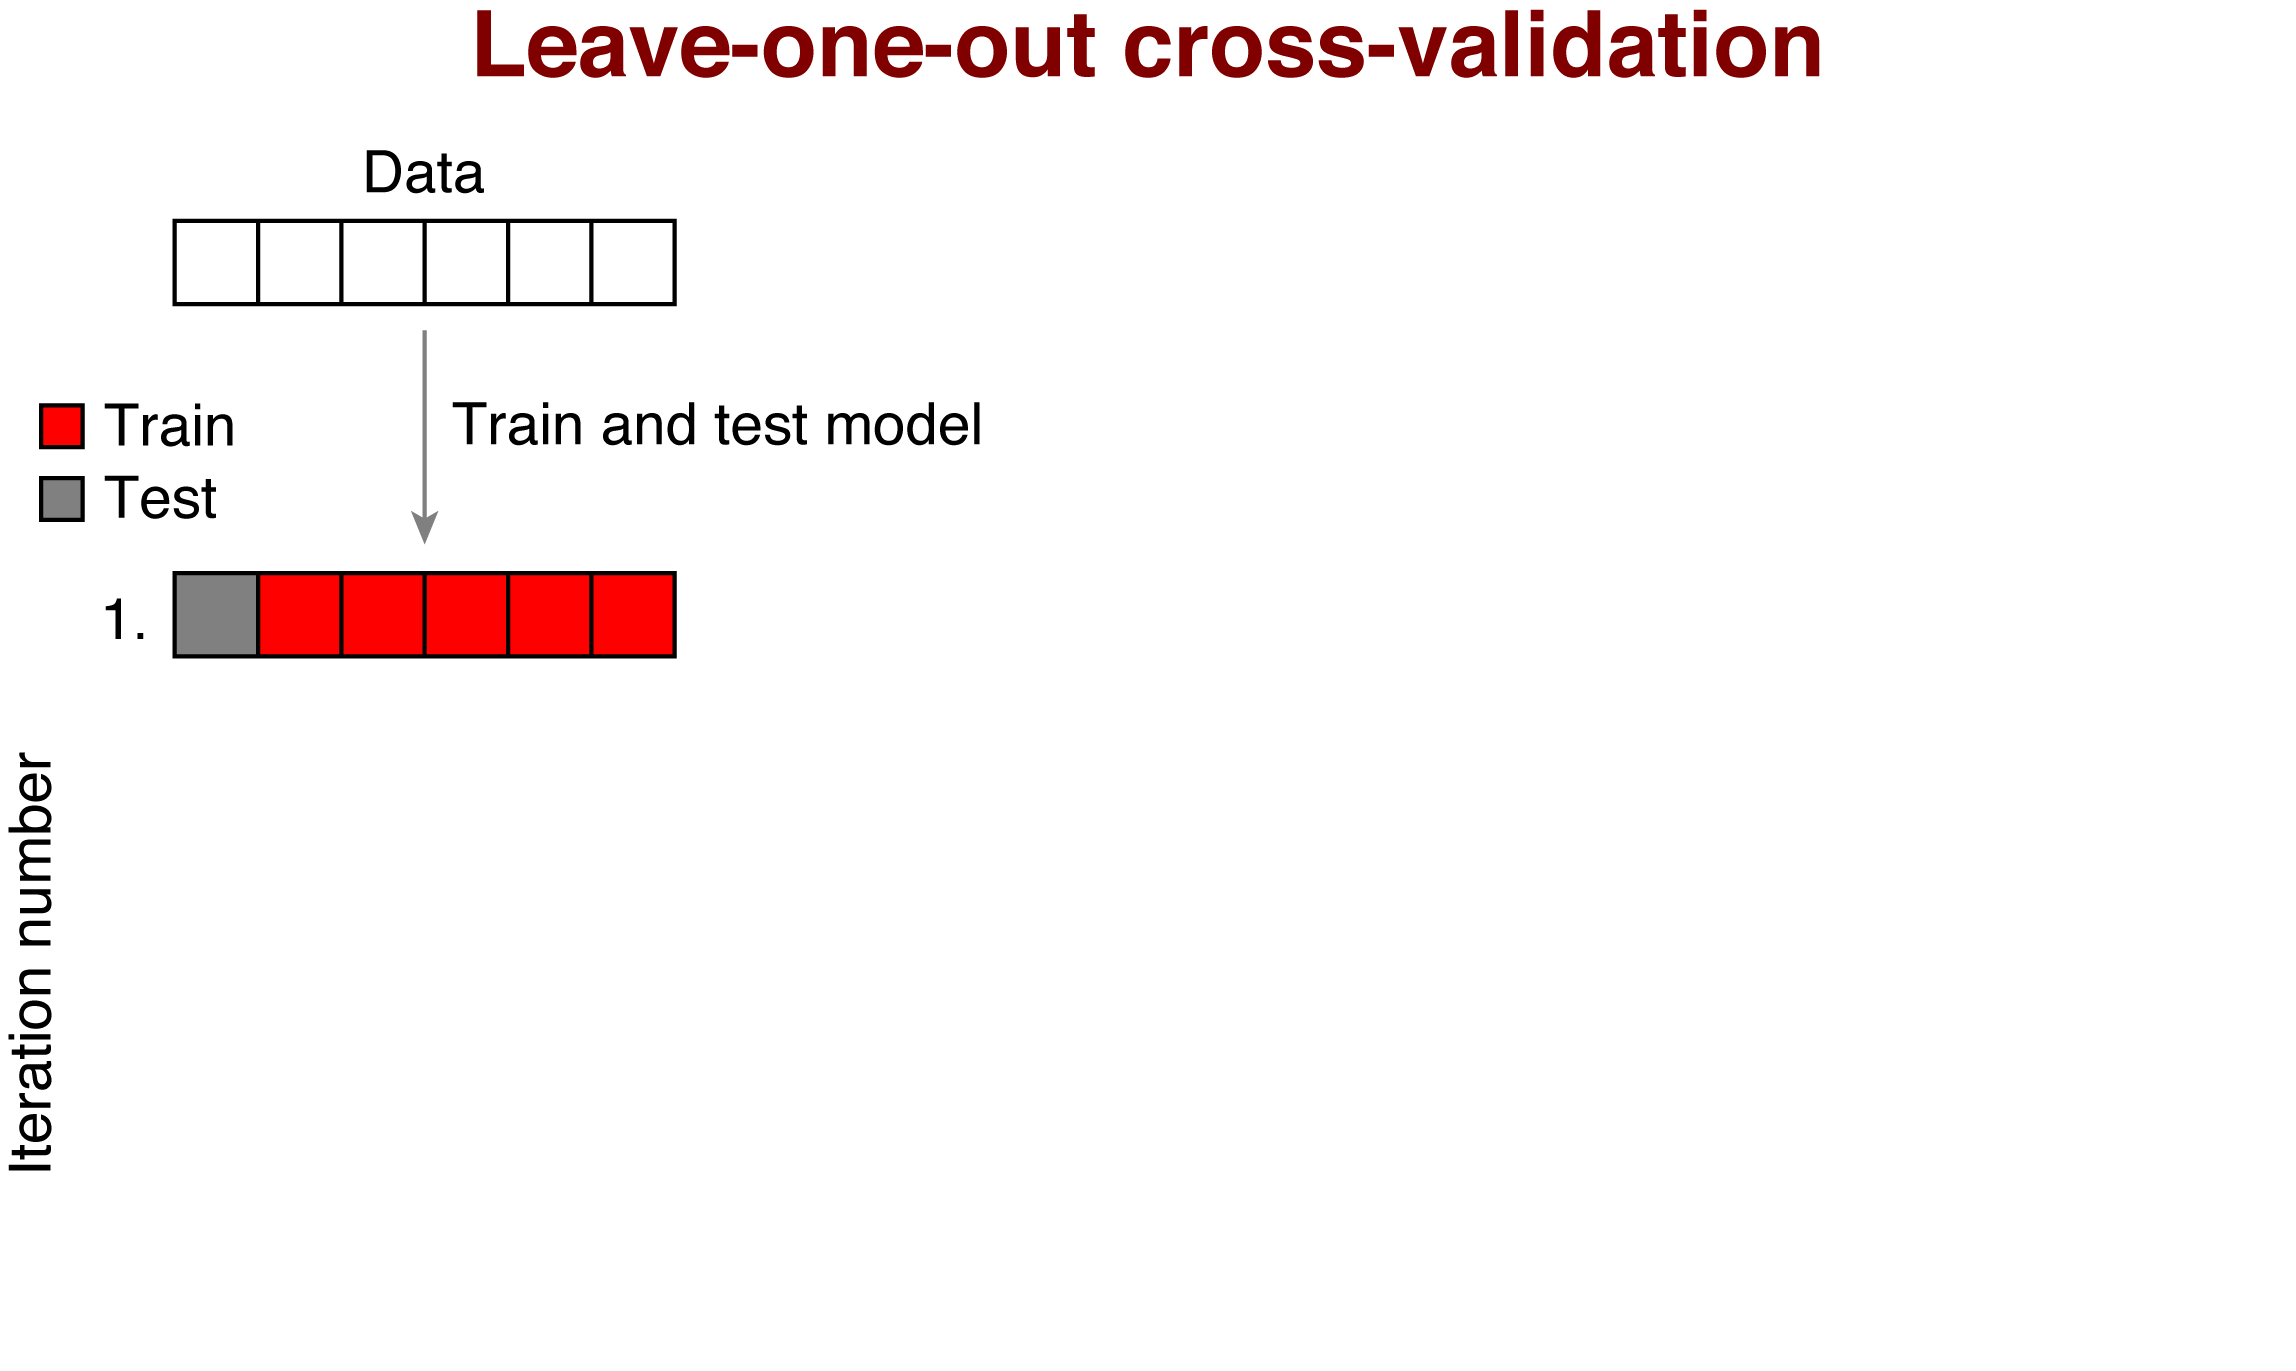 Leave-one-out cross-validation
Data
Train
Test
Train and test model
1.
Iteration number